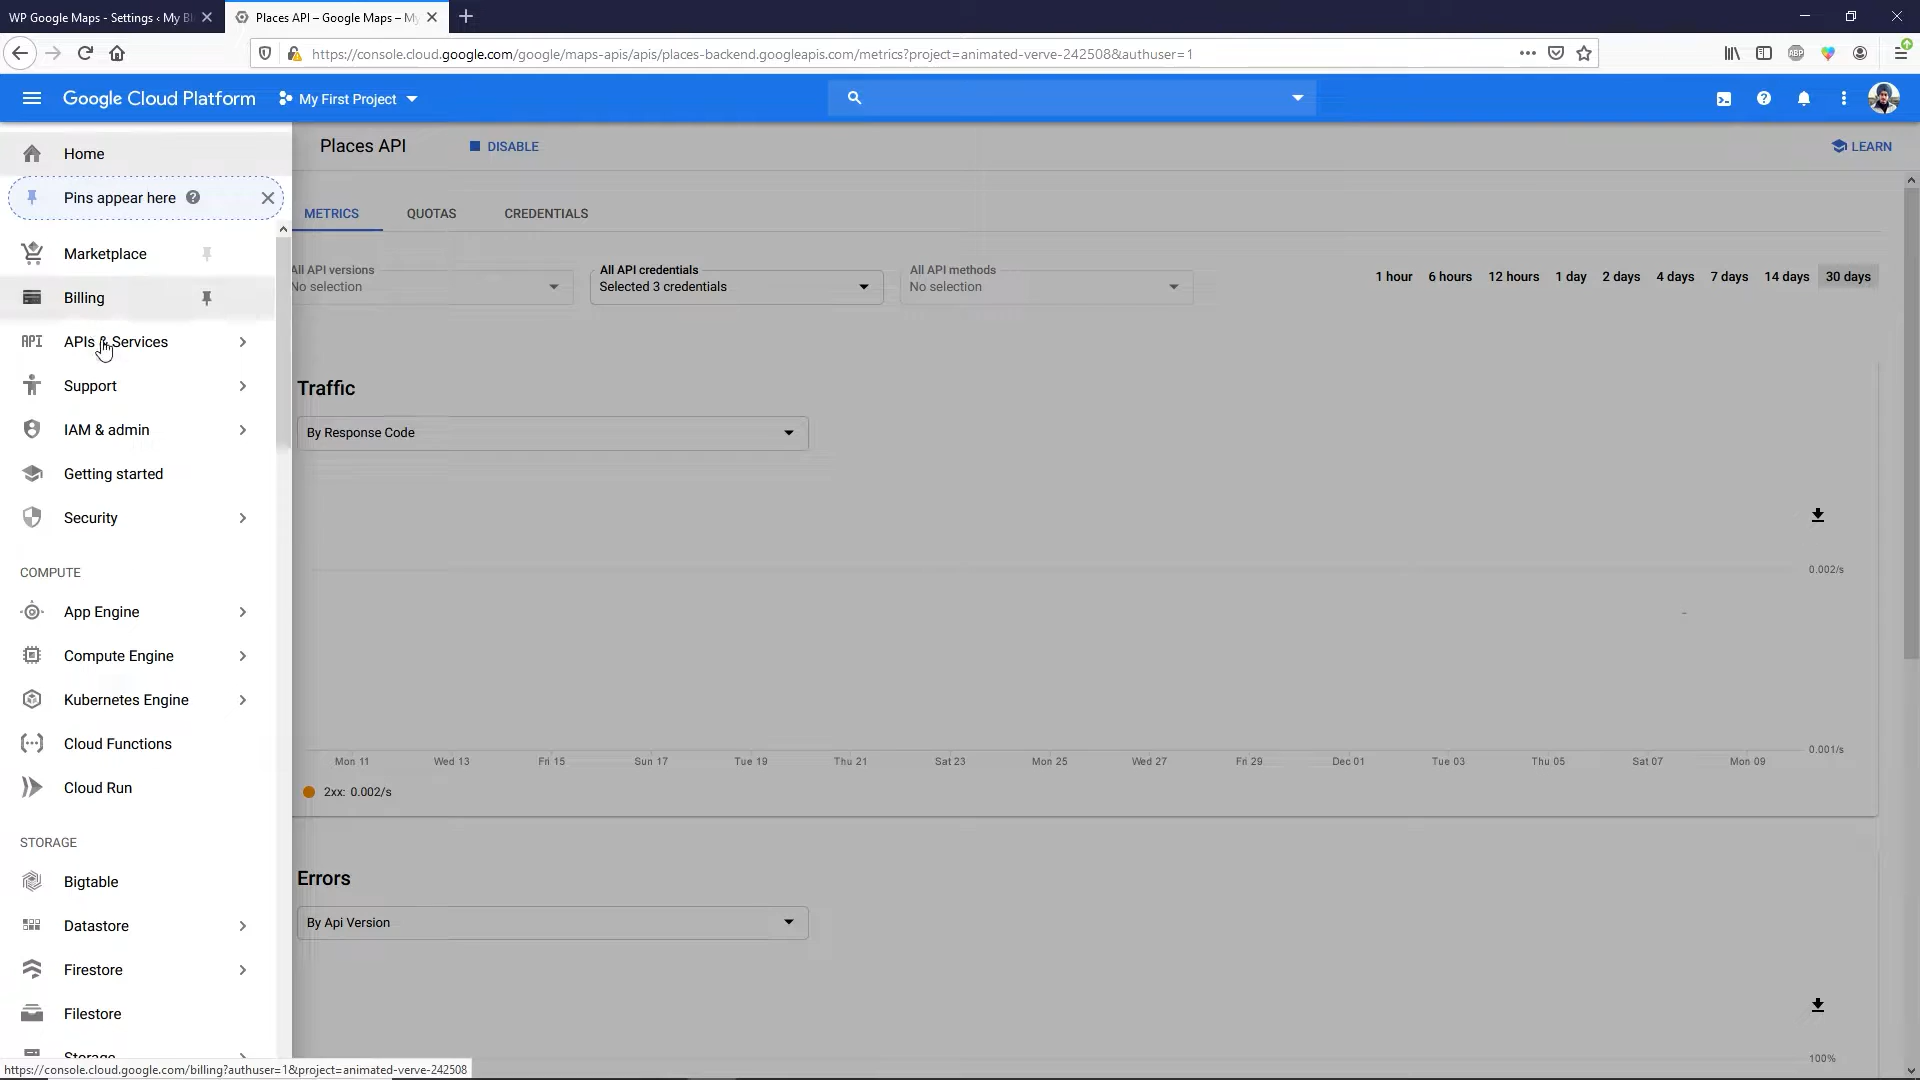 WP Google Maps - Settings ‹ My Bl
Places API – Google Maps – My
https://console.cloud.google.com/google/maps-apis/apis/places-backend.googleapis.com/metrics?project=animated-verve-242508&authuser=1
ABP
Google Cloud Platform
My First Project
Home
Pins appear here
Marketplace
Billing
API APIs & Services
Support
IAM & admin
Getting started
Security
COMPUTE
App Engine
Compute Engine
Kubernetes Engine
Cloud Functions
Cloud Run
STORAGE
Bigtable
Datastore
Firestore
Filestore
Storage
https://console.cloud.google.com/billing?authuser=1&project=animated-verve-242508
Places API
DISABLE
LEARN
METRICS
QUOTAS
CREDENTIALS
All API versions
No selection
All API credentials
Selected 3 credentials
All API methods
No selection
1 hour 6 hours 12 hours 1 day 2 days 4 days 7 days 14 days 30 days
Traffic
By Response Code
0.002/s
0.001/s
Mon 11 Wed 13 Fri 15 Sun 17 Tue 19 Thu 21 Sat 23 Mon 25 Wed 27 Fri 29 Dec 01 Tue 03 Thu 05 Sat 07 Mon 09
2xx: 0.002/s
Errors
By Api Version
100%